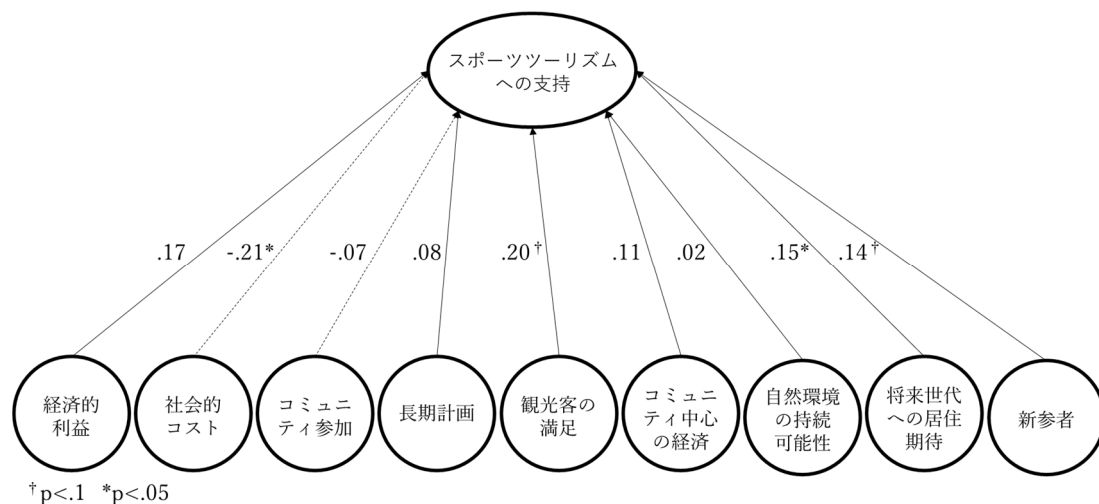 スポーツツーリズム
への支持
.17
-.21*
-.07
.08
.20†
.11
.02
.15*
.14†
経済的
利益
社会的
コスト
コミュニ
ティ参加
長期計画
観光客の
満足
コミュニ
ティ中心
の経済
自然環境
の持続
可能性
将来世代
への居住
期待
新参者
†p<.1 *p<.05